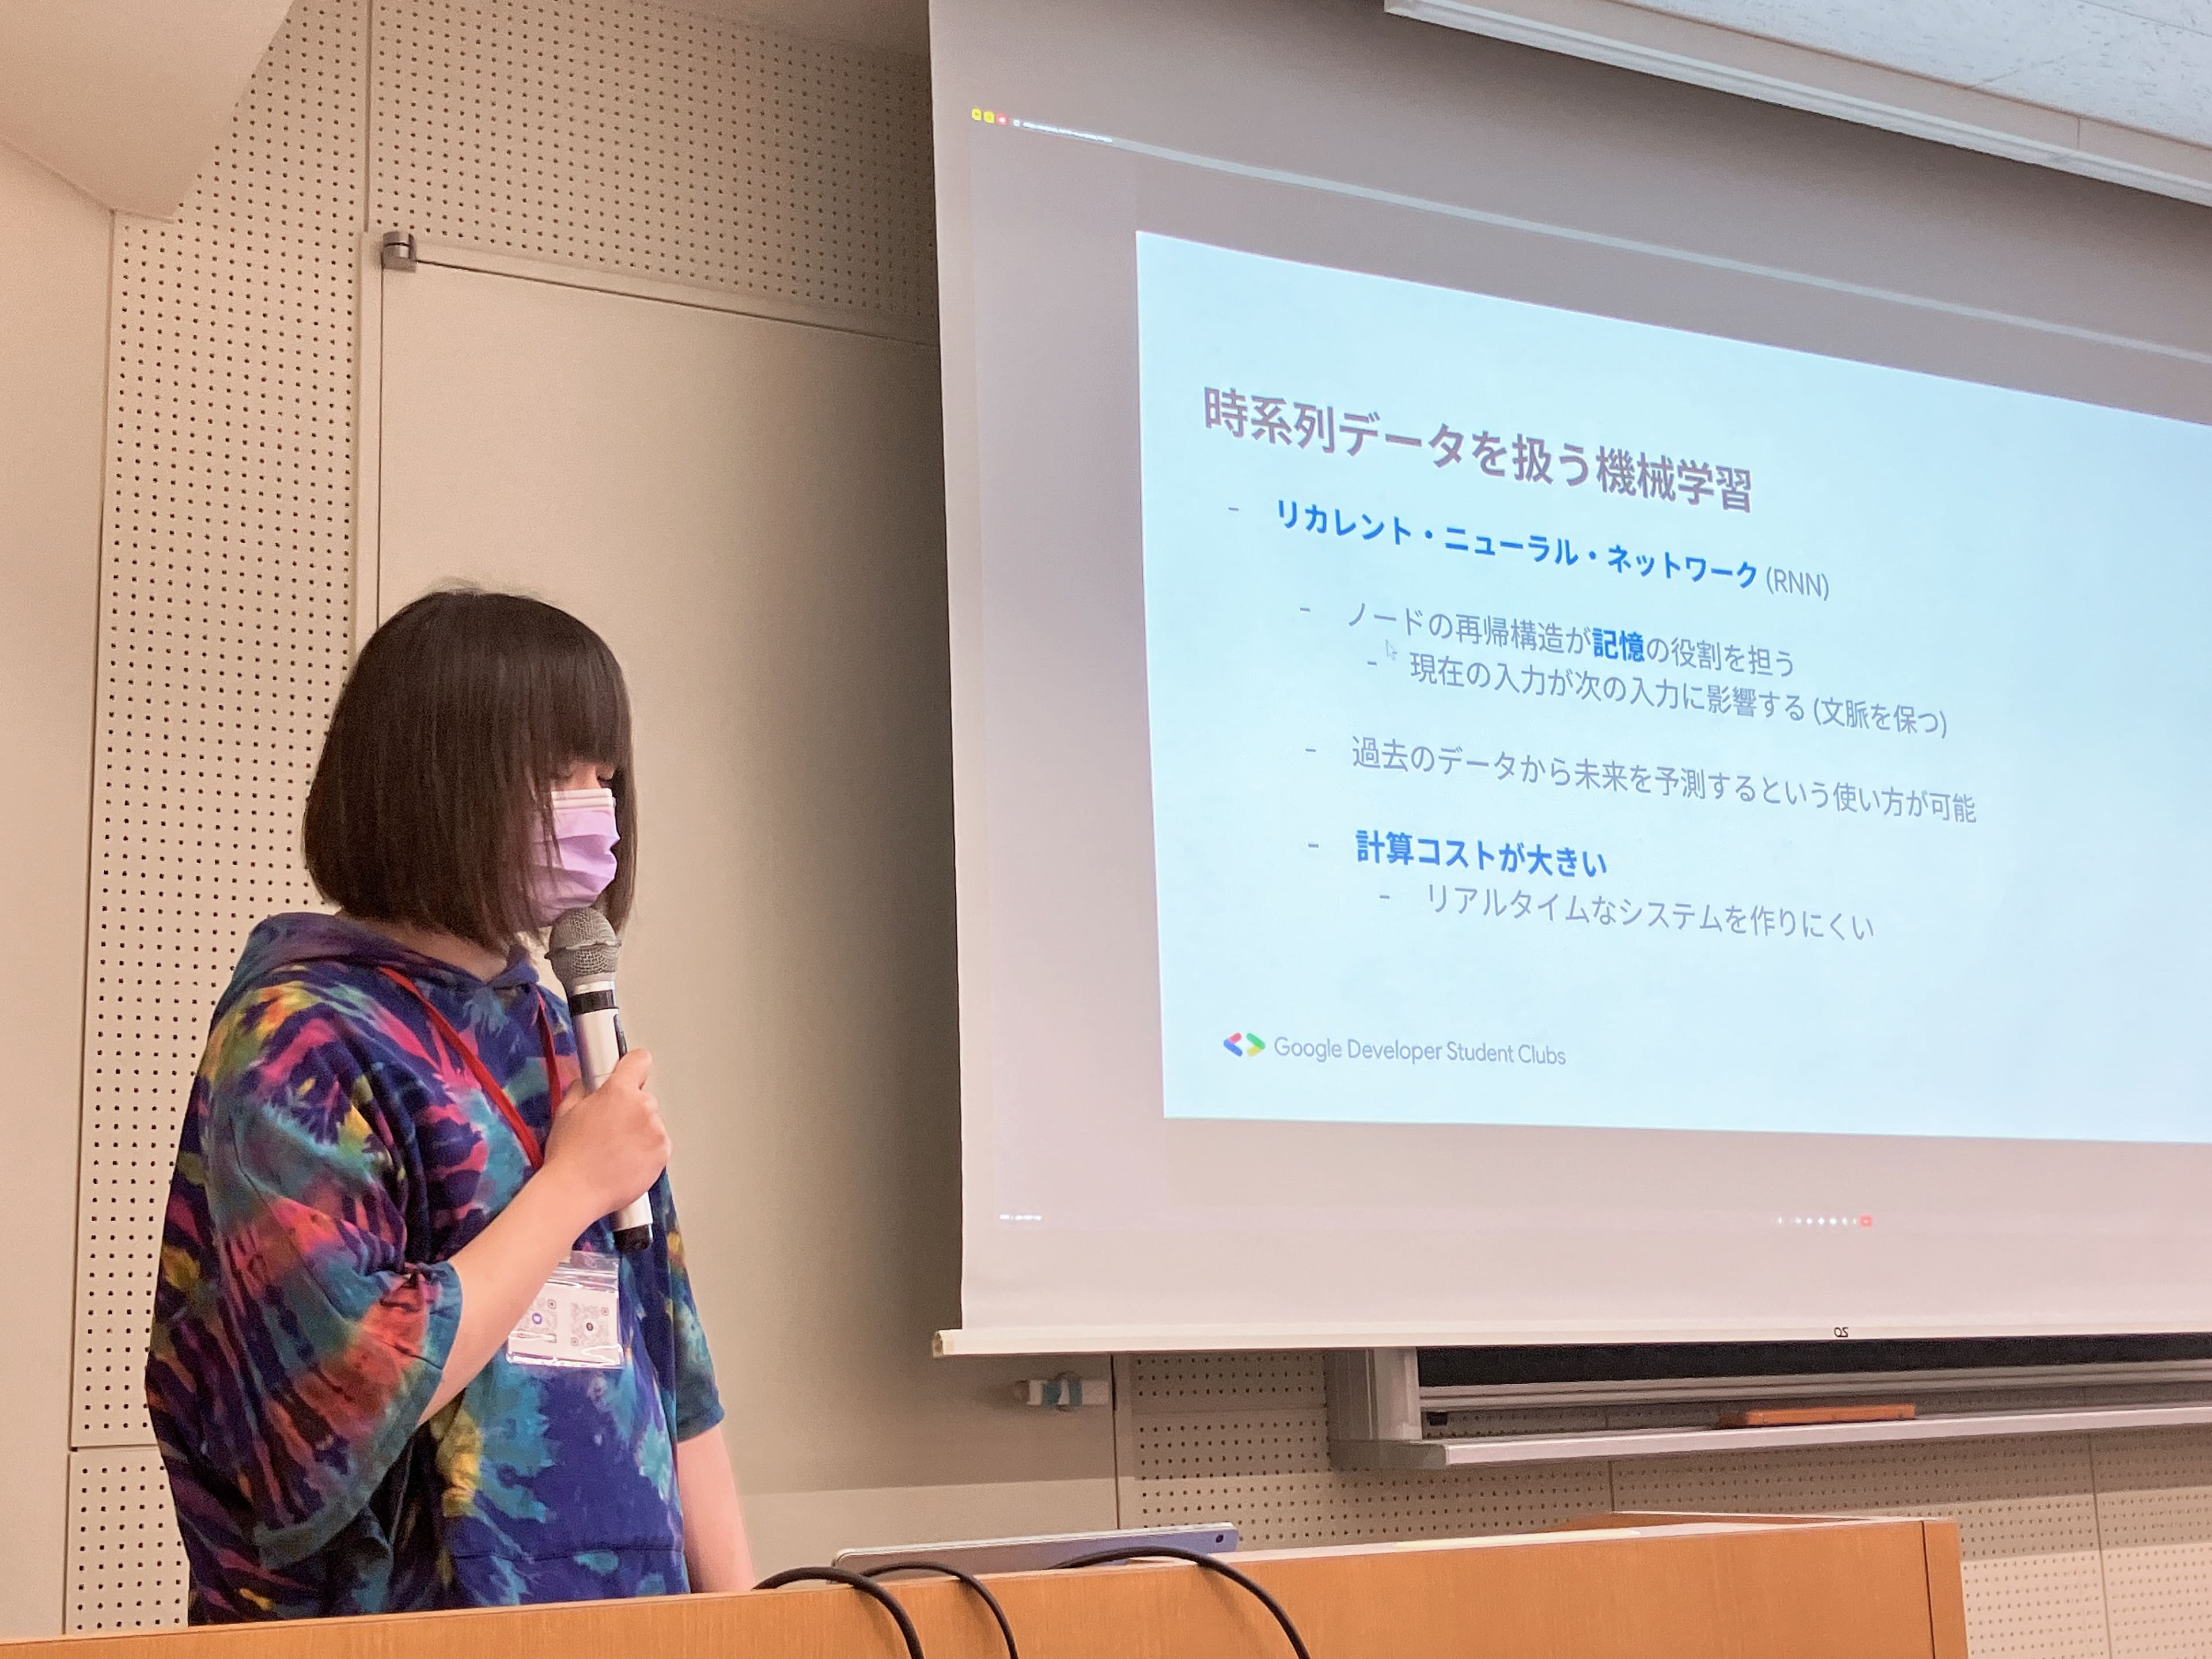 時系列データを扱う機械学習
- リカレント・ニューラル・ネットワーク (RNN)
- ノードの再帰構造が記憶の役割を担う
- 現在の入力が次の入力に影響する (文脈を保つ)
- 過去のデータから未来を予測するという使い方が可能
- 計算コストが大きい
- リアルタイムなシステムを作りにくい
Google Developer Student Clubs
OS